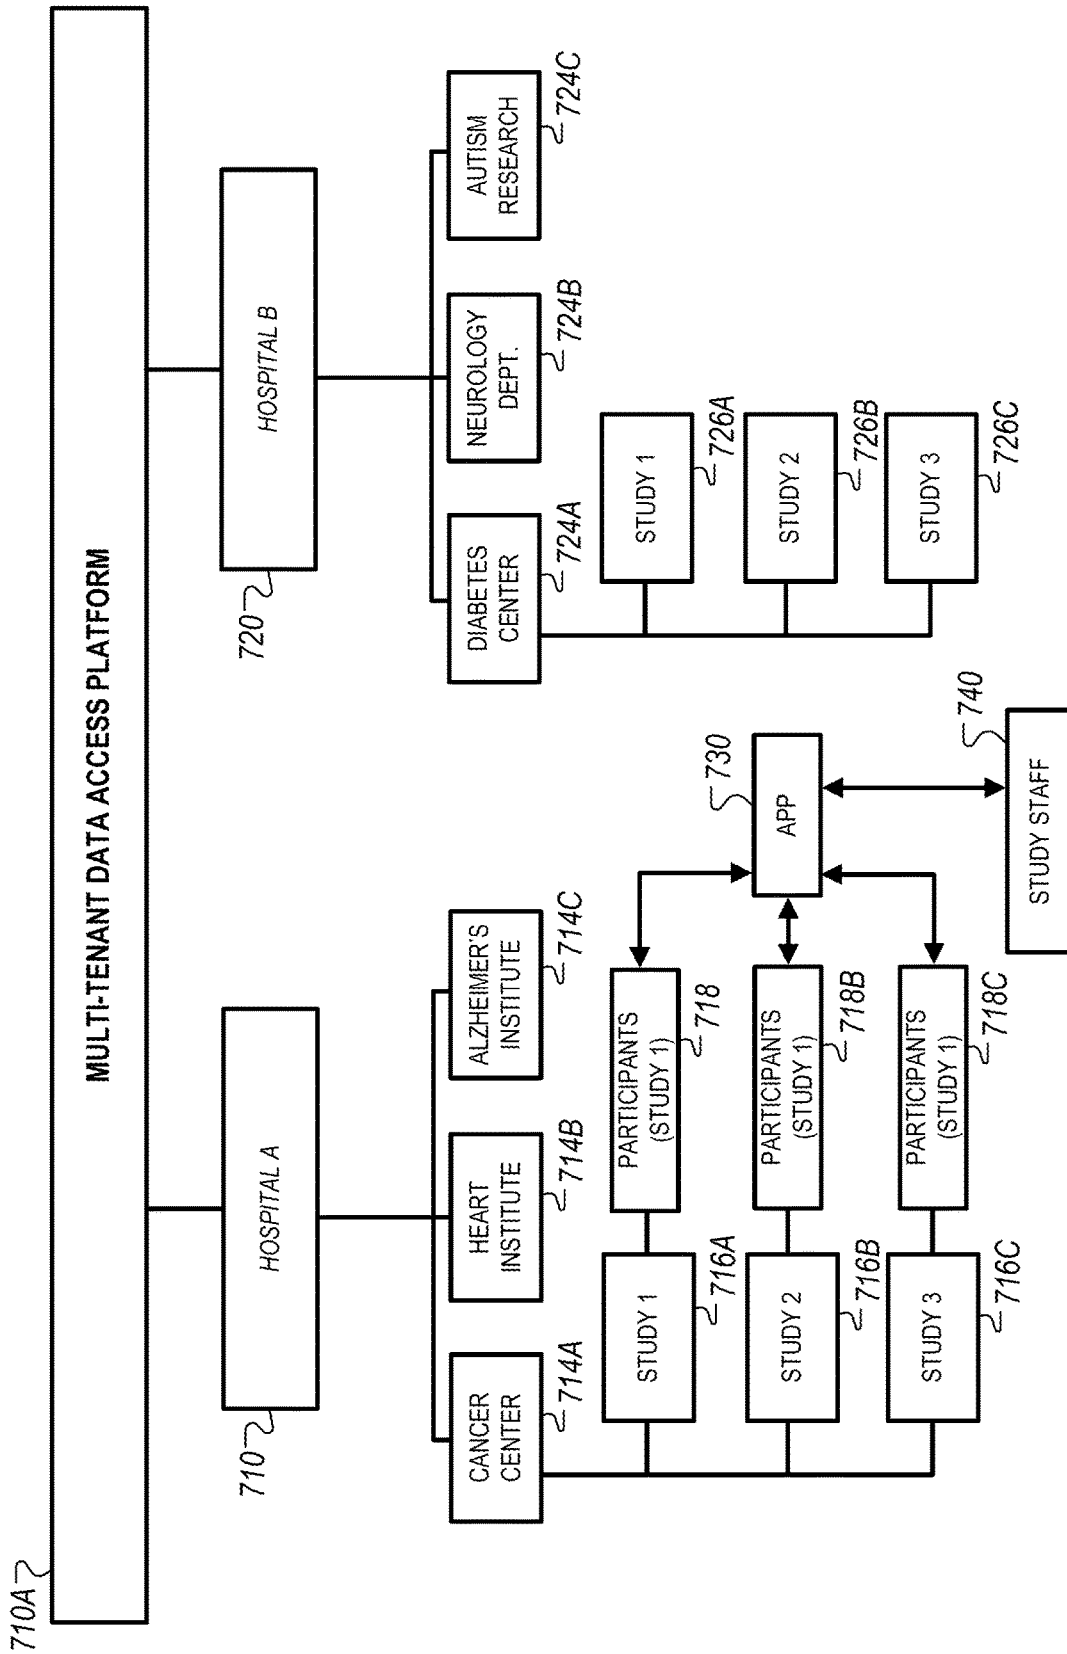 710A
MULTI-TENANT DATA ACCESS PLATFORM
710
HOSPITAL A
720
HOSPITAL B
CANCER
CENTER
714A
HEART
INSTITUTE
714B
ALZHEIMER'S
INSTITUTE
714C
DIABETES
CENTER
724A
NEUROLOGY
DEPT.
724B
AUTISM
RESEARCH
724C
STUDY 1
716A
PARTICIPANTS
(STUDY 1)
718
STUDY 2
716B
PARTICIPANTS
(STUDY 1)
718B
STUDY 3
716C
PARTICIPANTS
(STUDY 1)
718C
730
APP
740
STUDY STAFF
STUDY 1
726A
STUDY 2
726B
STUDY 3
726C